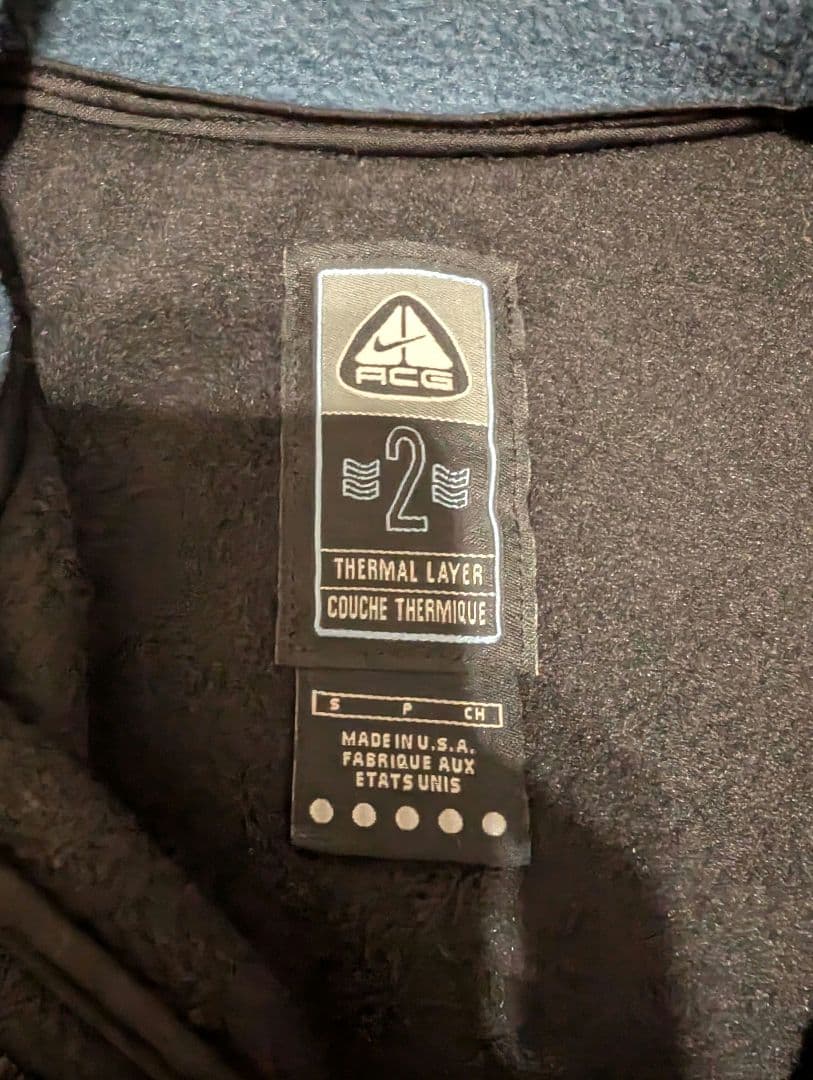 ACG
2
THERMAL LAYER
COUCHE THERMIQUE
S P CH
MADE IN U.S.A.
FABRIQUE AUX
ETATS UNIS